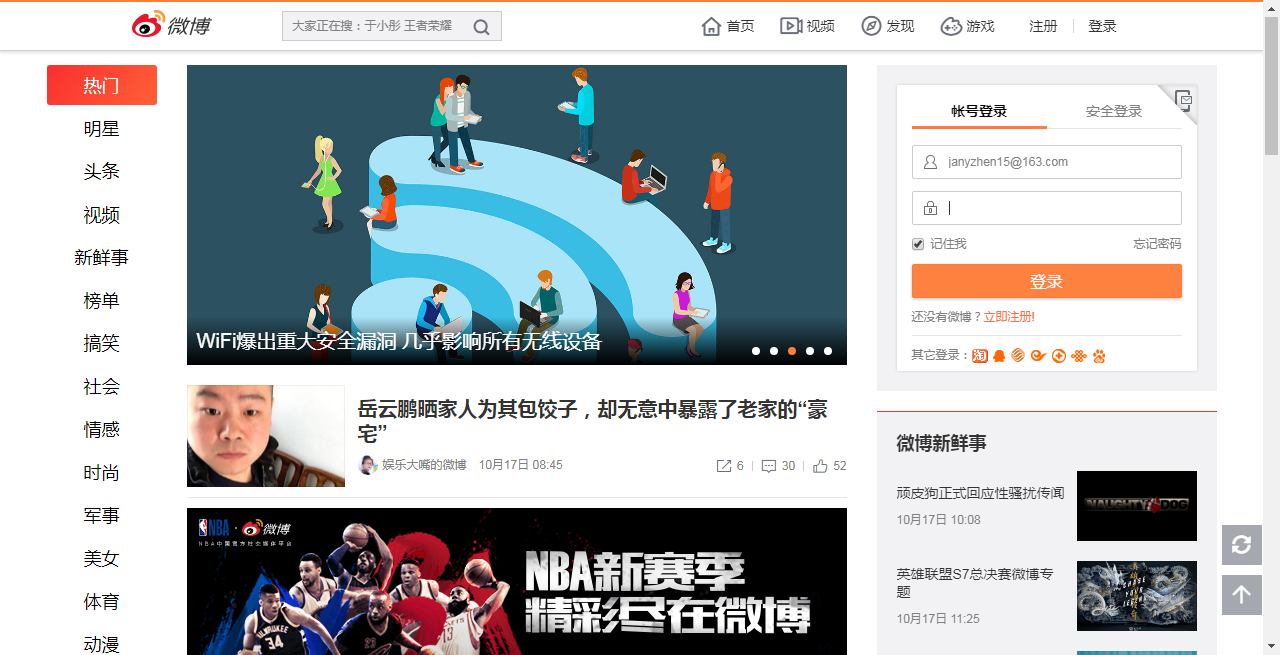 微博
大家正在搜：于小彤 王者荣耀
首页
视频
发现
游戏
注册
登录
热门
明星
头条
视频
新鲜事
榜单
搞笑
社会
情感
时尚
军事
美女
体育
动漫
WiFi爆出重大安全漏洞 几乎影响所有无线设备
岳云鹏晒家人为其包饺子，却无意中暴露了老家的“豪
宅”
娱乐大嘴的微博 10月17日 08:45
6
30
52
NBA · 微博
NBA中国官方社交媒体平台
NBA新赛季
精彩尽在微博
MILWAUKEE
34
帐号登录
安全登录
janyzhen15@163.com
记住我
忘记密码
登录
还没有微博？立即注册!
其它登录：
淘
微博新鲜事
顽皮狗正式回应性骚扰传闻
10月17日 10:08
NAUGHTY DOG
英雄联盟S7总决赛微博专
题
10月17日 11:25